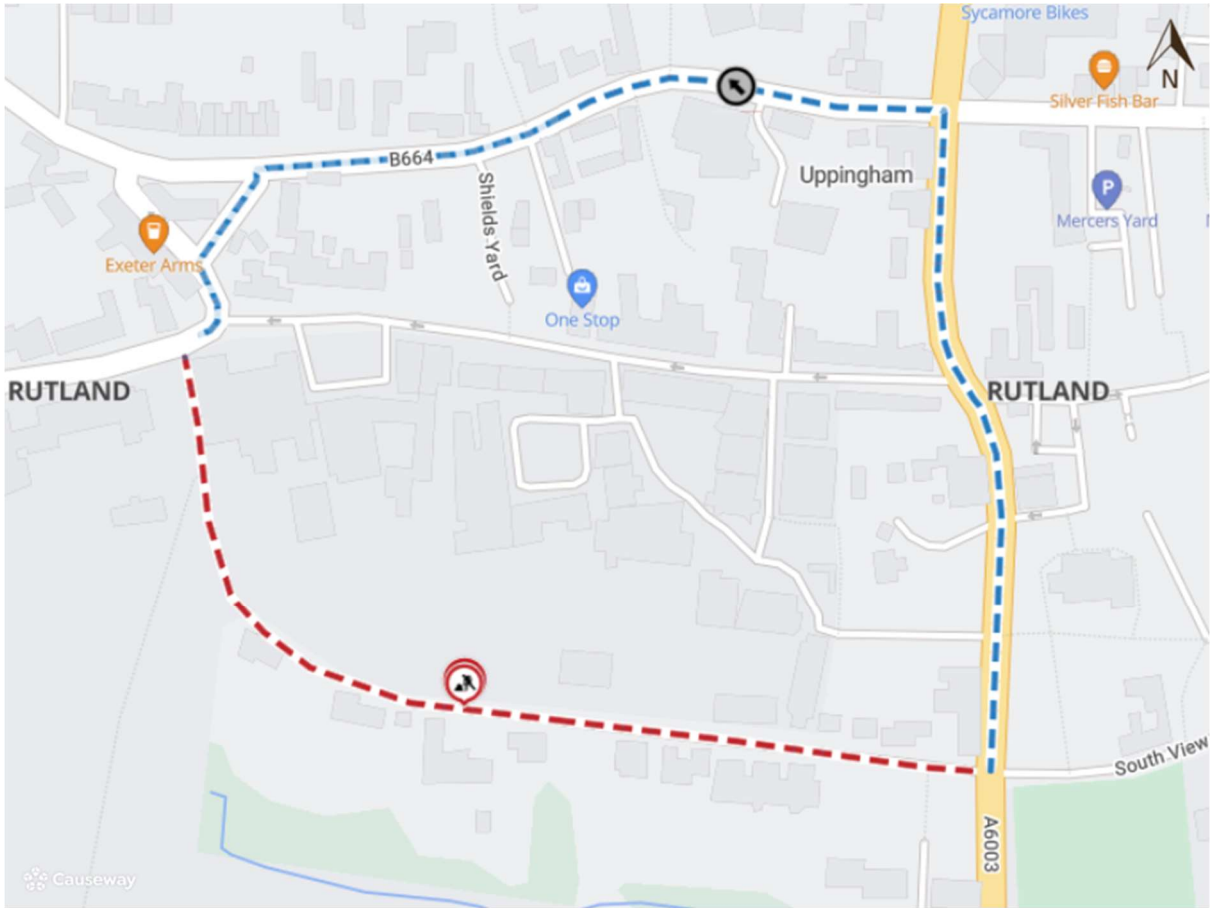 Sycamore Bikes
N
Silver Fish Bar
B664
Uppingham
P
Mercers Yard
Shields Yard
Exeter Arms
One Stop
RUTLAND
RUTLAND
South View
A6003
Causeway